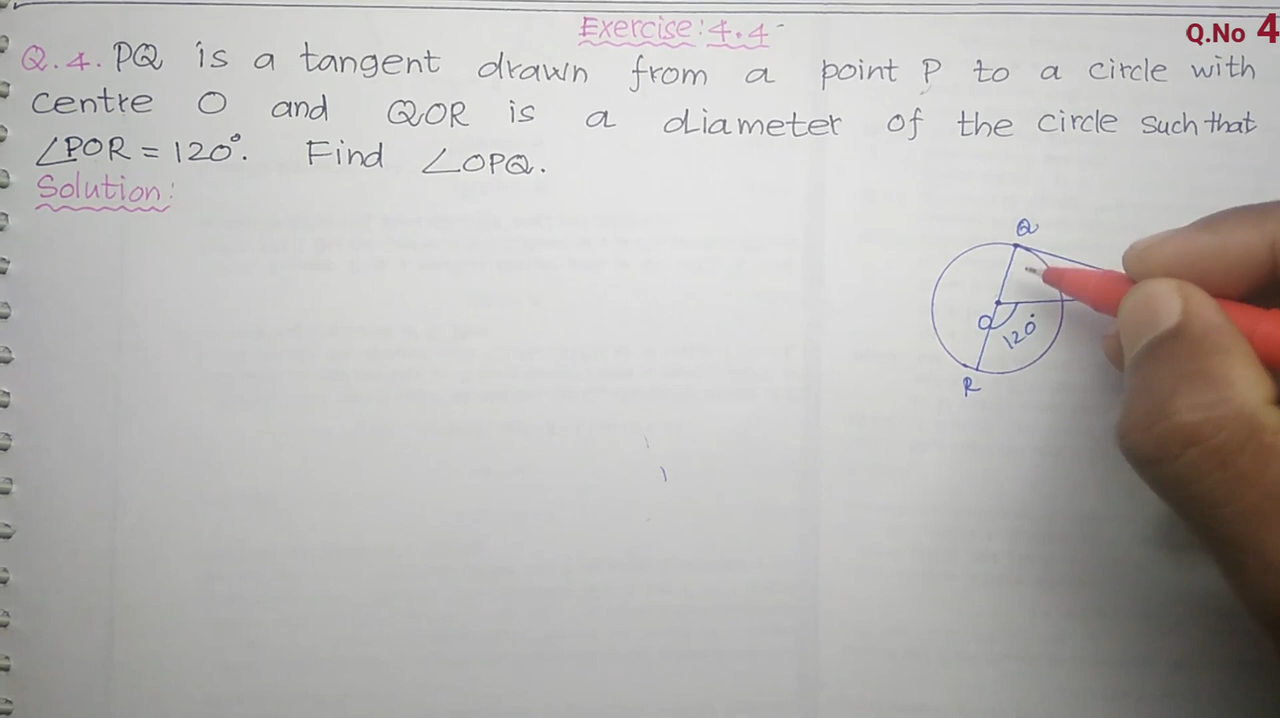 Exercise: 4.4
Q.No 4
Q.4. PQ is a tangent drawn from a point P to a circle with
centre O and QOR is a diameter of the circle such that
∠POR = 120°. Find ∠OPQ.
Solution:
Q
O
120°
R